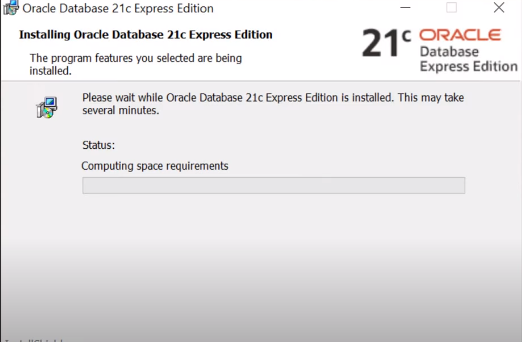 Oracle Database 21c Express Edition
Installing Oracle Database 21c Express Edition
The program features you selected are being
installed.
21c ORACLE
Database
Express Edition
Please wait while Oracle Database 21c Express Edition is installed. This may take
several minutes.
Status:
Computing space requirements